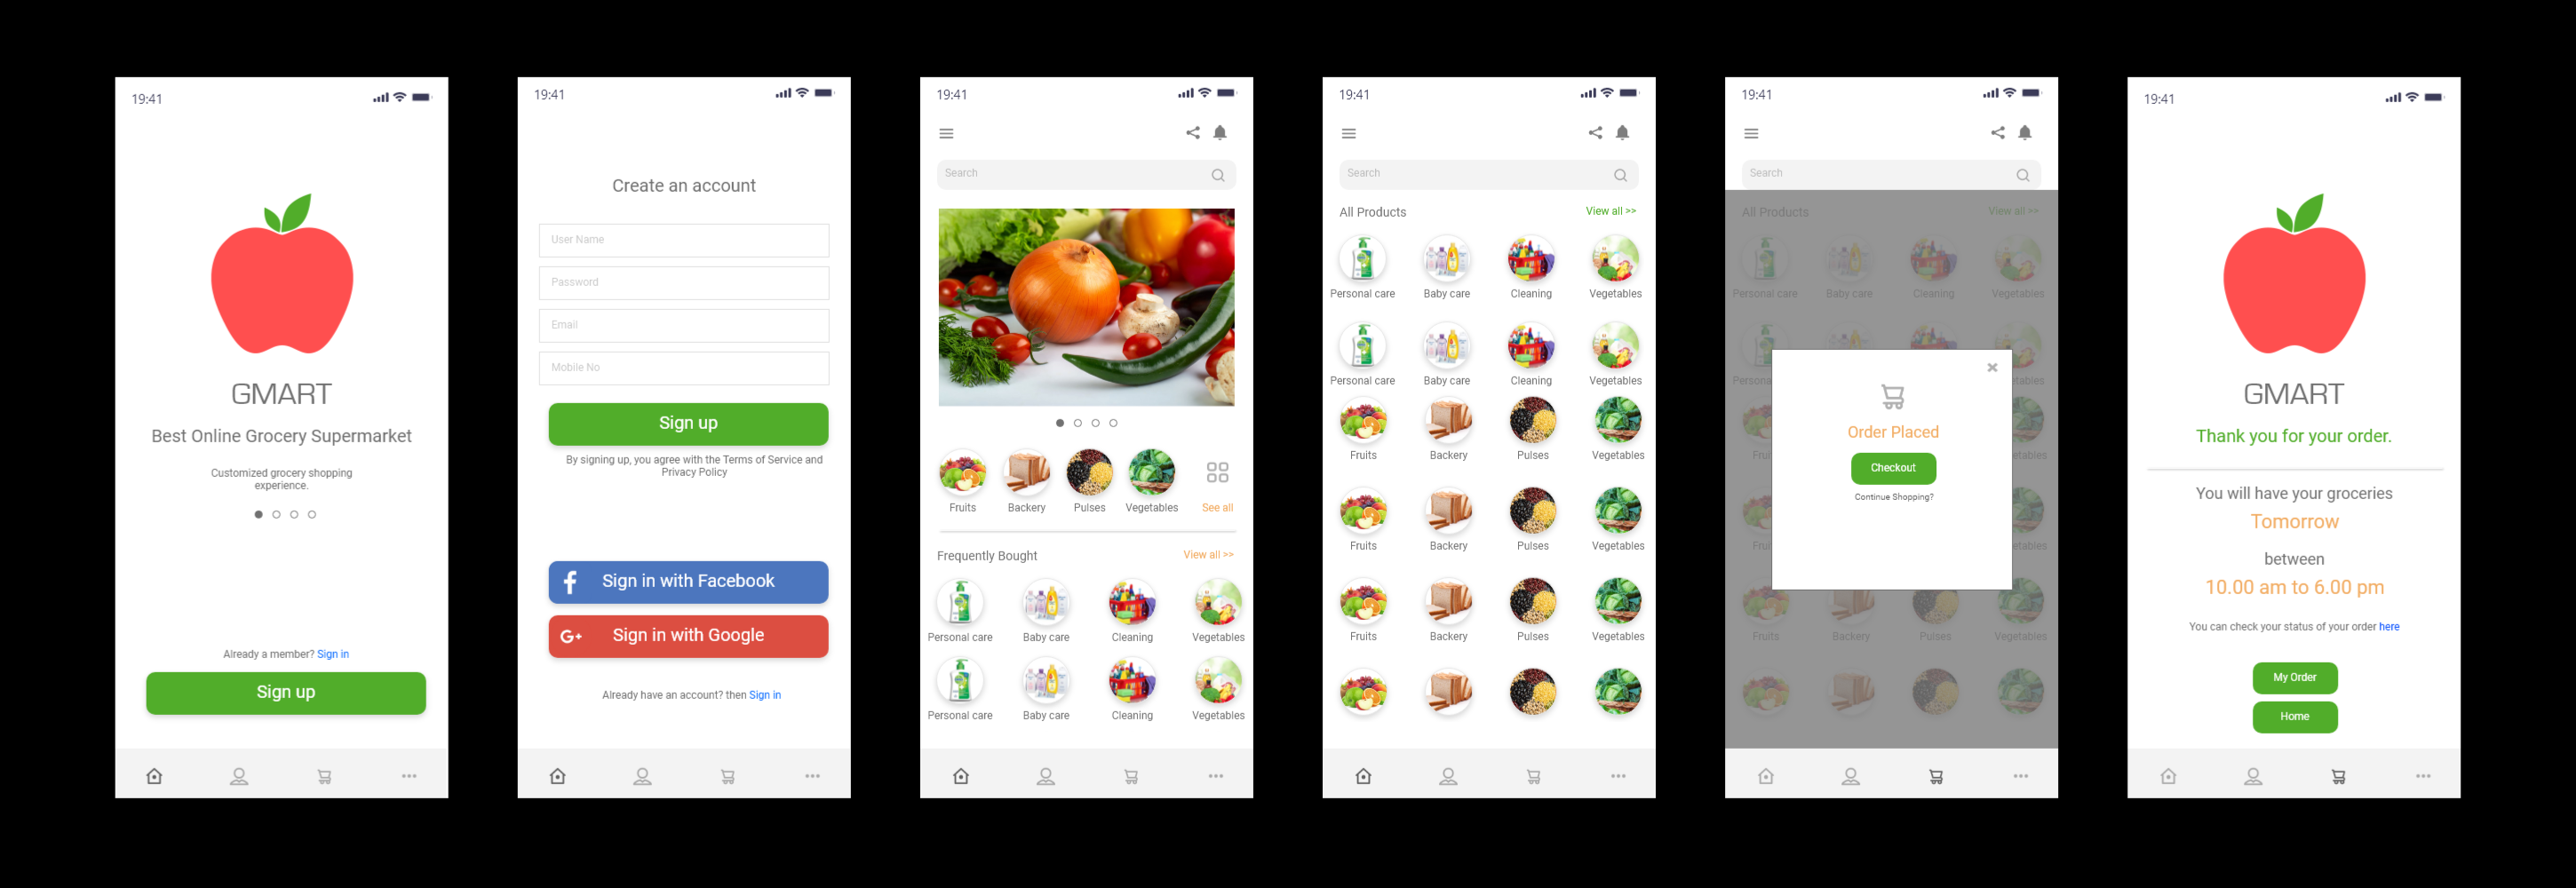 19:41
GMART
Best Online Grocery Supermarket
Customized grocery shopping
experience.
Already a member? Sign in
Sign up
19:41
Create an account
User Name
Password
Email
Mobile No
Sign up
By signing up, you agree with the Terms of Service and
Privacy Policy
f Sign in with Facebook
G+ Sign in with Google
Already have an account? then Sign in
19:41
Search
Fruits Backery Pulses Vegetables See all
Frequently Bought View all >>
Personal care Baby care Cleaning Vegetables
Personal care Baby care Cleaning Vegetables
19:41
Search
All Products View all >>
Personal care Baby care Cleaning Vegetables
Personal care Baby care Cleaning Vegetables
Fruits Backery Pulses Vegetables
Fruits Backery Pulses Vegetables
Fruits Backery Pulses Vegetables
19:41
Search
All Products View all >>
Personal care Baby care Cleaning Vegetables
Order Placed
Checkout
Continue Shopping?
Fruits Backery Pulses Vegetables
19:41
GMART
Thank you for your order.
You will have your groceries
Tomorrow
between
10.00 am to 6.00 pm
You can check your status of your order here
My Order
Home